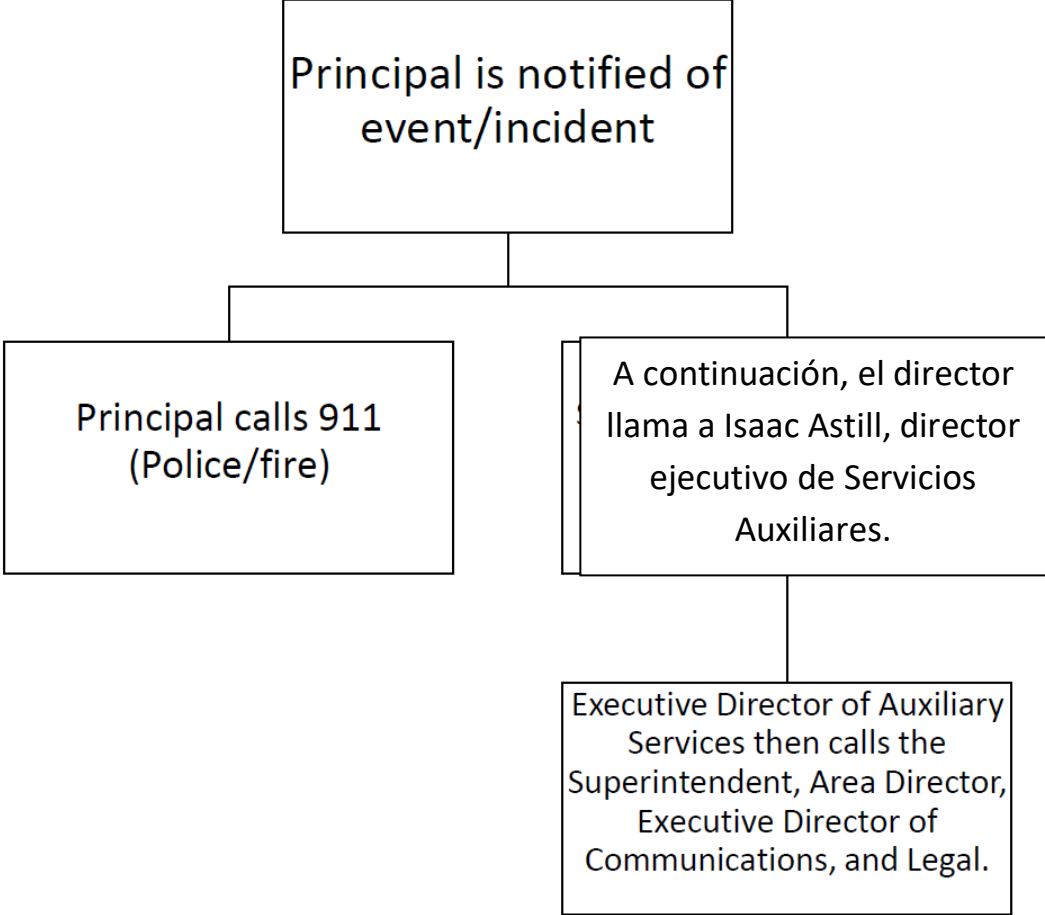 Principal is notified of
event/incident
Principal calls 911
(Police/fire)
A continuación, el director
llama a Isaac Astill, director
ejecutivo de Servicios
Auxiliares.
Executive Director of Auxiliary
Services then calls the
Superintendent, Area Director,
Executive Director of
Communications, and Legal.